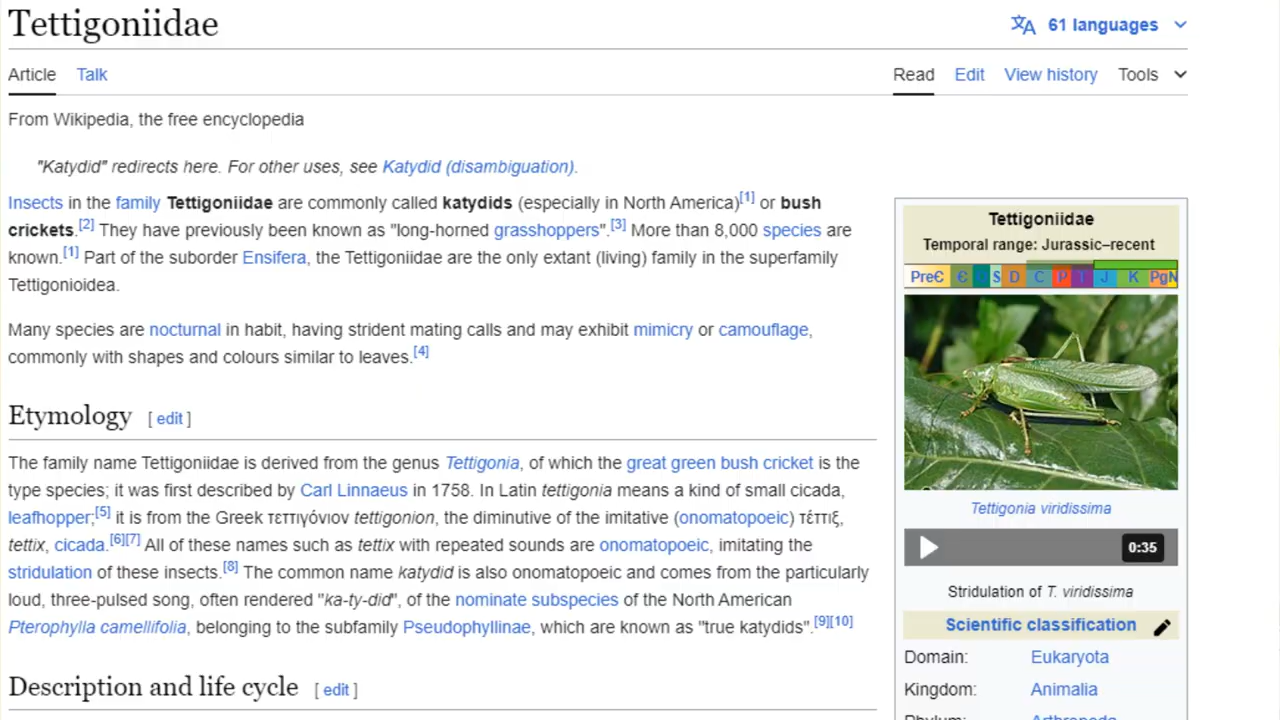 Tettigoniidae
61 languages
Article Talk
Read Edit View history Tools
From Wikipedia, the free encyclopedia
"Katydid" redirects here. For other uses, see Katydid (disambiguation).
Insects in the family Tettigoniidae are commonly called katydids (especially in North America)[1] or bush
crickets.[2] They have previously been known as "long-horned grasshoppers".[3] More than 8,000 species are
known.[1] Part of the suborder Ensifera, the Tettigoniidae are the only extant (living) family in the superfamily
Tettigonioidea.
Many species are nocturnal in habit, having strident mating calls and may exhibit mimicry or camouflage,
commonly with shapes and colours similar to leaves.[4]
Etymology [ edit ]
The family name Tettigoniidae is derived from the genus Tettigonia, of which the great green bush cricket is the
type species; it was first described by Carl Linnaeus in 1758. In Latin tettigonia means a kind of small cicada,
leafhopper;[5] it is from the Greek τεττιγόνιον tettigonion, the diminutive of the imitative (onomatopoeic) τέττιξ,
tettix, cicada.[6][7] All of these names such as tettix with repeated sounds are onomatopoeic, imitating the
stridulation of these insects.[8] The common name katydid is also onomatopoeic and comes from the particularly
loud, three-pulsed song, often rendered "ka-ty-did", of the nominate subspecies of the North American
Pterophylla camellifolia, belonging to the subfamily Pseudophyllinae, which are known as "true katydids".[9][10]
Description and life cycle [ edit ]
Tettigoniidae
Temporal range: Jurassic–recent
PreꞒ Ꞓ S D C P T J K PgN
Tettigonia viridissima
0:35
Stridulation of T. viridissima
Scientific classification
Domain: Eukaryota
Kingdom: Animalia
Phylum: Arthropoda